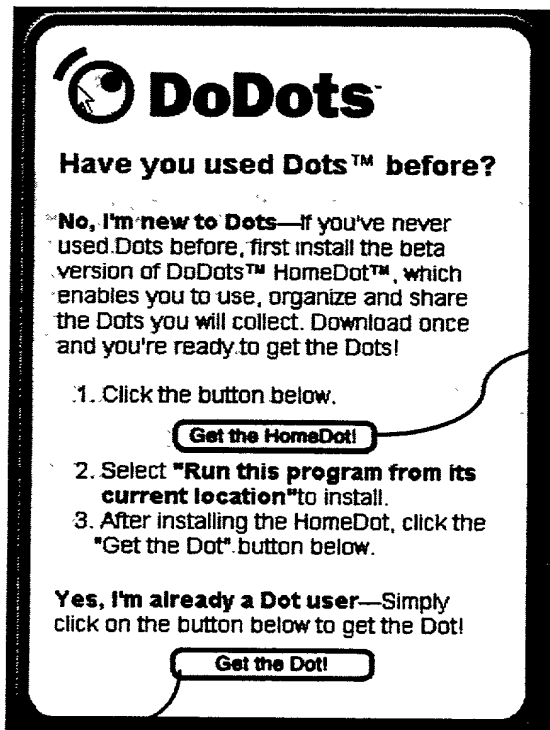 DoDots™
Have you used Dots™ before?
No, I'm new to Dots—If you've never
used Dots before, first install the beta
version of DoDots™ HomeDot™, which
enables you to use, organize and share
the Dots you will collect. Download once
and you're ready to get the Dots!
1. Click the button below.
Get the HomeDot!
2. Select "Run this program from its
current location"to install.
3. After installing the HomeDot, click the
"Get the Dot" button below.
Yes, I'm already a Dot user—Simply
click on the button below to get the Dot!
Get the Dot!